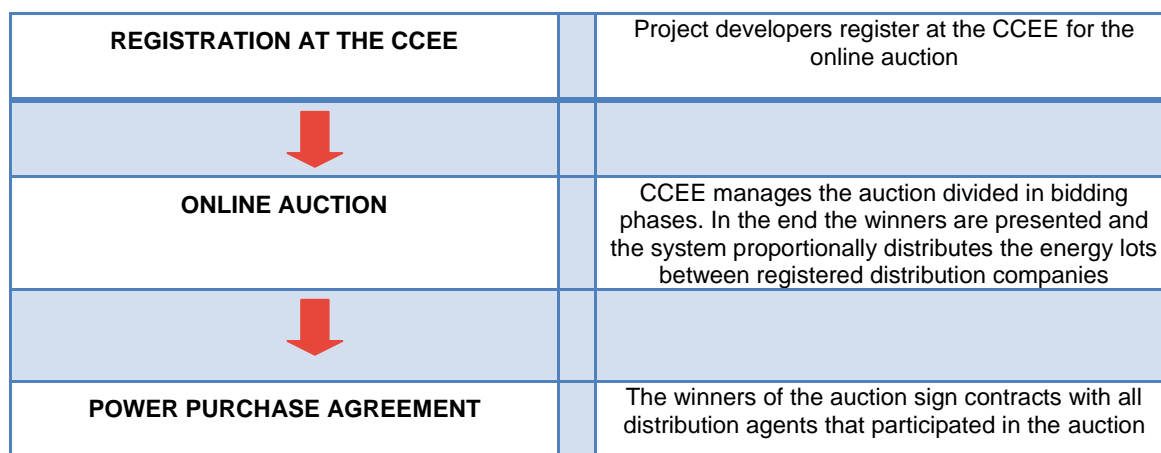 REGISTRATION AT THE CCEE
Project developers register at the CCEE for the
online auction
ONLINE AUCTION
CCEE manages the auction divided in bidding
phases. In the end the winners are presented and
the system proportionally distributes the energy lots
between registered distribution companies
POWER PURCHASE AGREEMENT
The winners of the auction sign contracts with all
distribution agents that participated in the auction